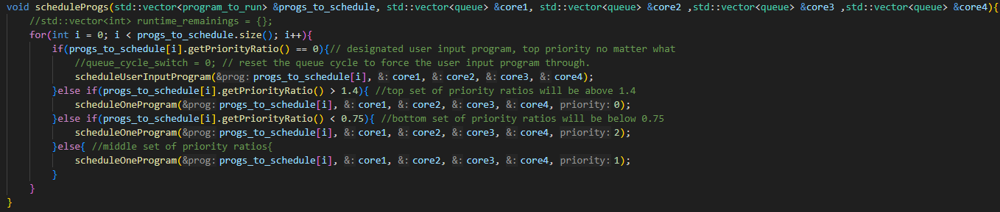 void scheduleProgs(std::vector<program_to_run> &progs_to_schedule, std::vector<queue> &core1, std::vector<queue> &core2 ,std::vector<queue> &core3 ,std::vector<queue> &core4){
    //std::vector<int> runtime_remainings = {};
    for(int i = 0; i < progs_to_schedule.size(); i++){
        if(progs_to_schedule[i].getPriorityRatio() == 0){// designated user input program, top priority no matter what
            //queue_cycle_switch = 0; // reset the queue cycle to force the user input program through.
            scheduleUserInputProgram(&prog: progs_to_schedule[i], &: core1, &: core2, &: core3, &: core4);
        }else if(progs_to_schedule[i].getPriorityRatio() > 1.4){ //top set of priority ratios will be above 1.4
            scheduleOneProgram(&prog: progs_to_schedule[i], &: core1, &: core2, &: core3, &: core4, priority: 0);
        }else if(progs_to_schedule[i].getPriorityRatio() < 0.75){ //bottom set of priority ratios will be below 0.75
            scheduleOneProgram(&prog: progs_to_schedule[i], &: core1, &: core2, &: core3, &: core4, priority: 2);
        }else{ //middle set of priority ratios{
            scheduleOneProgram(&prog: progs_to_schedule[i], &: core1, &: core2, &: core3, &: core4, priority: 1);
        }
    }
}